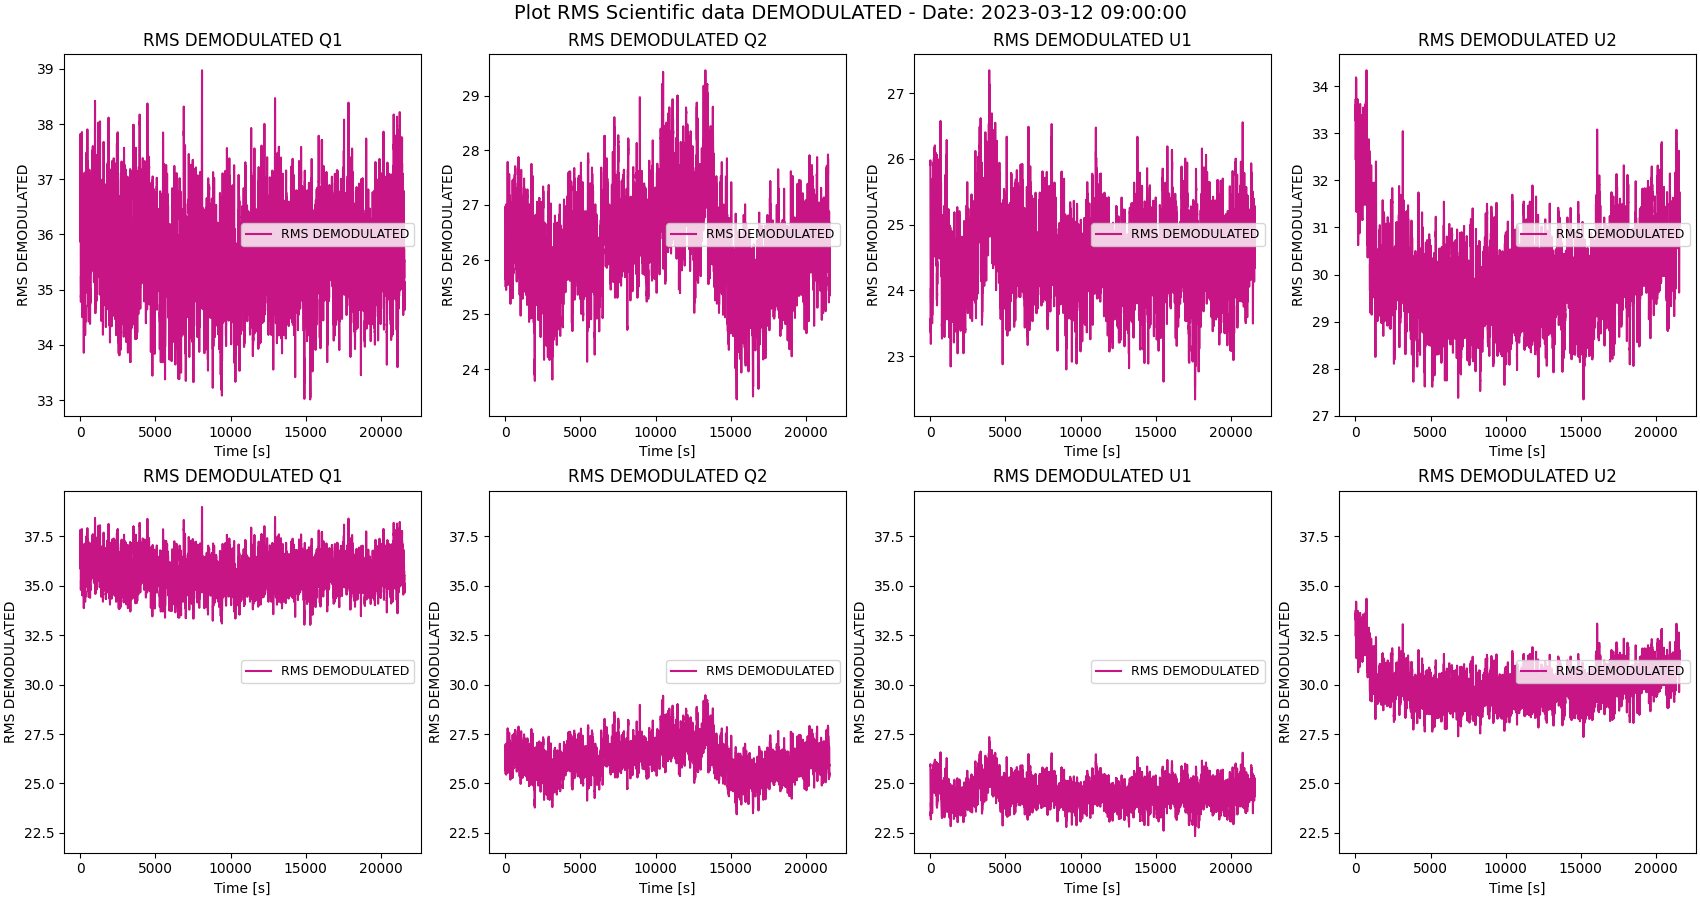 Plot RMS Scientific data DEMODULATED - Date: 2023-03-12 09:00:00
RMS DEMODULATED Q1
RMS DEMODULATED
39
38
37
36
35
34
33
RMS DEMODULATED
0 5000 10000 15000 20000
Time [s]
RMS DEMODULATED Q2
RMS DEMODULATED
29
28
27
26
25
24
RMS DEMODULATED
0 5000 10000 15000 20000
Time [s]
RMS DEMODULATED U1
RMS DEMODULATED
27
26
25
24
23
RMS DEMODULATED
0 5000 10000 15000 20000
Time [s]
RMS DEMODULATED U2
RMS DEMODULATED
34
33
32
31
30
29
28
27
RMS DEMODULATED
0 5000 10000 15000 20000
Time [s]
RMS DEMODULATED Q1
RMS DEMODULATED
37.5
35.0
32.5
30.0
27.5
25.0
22.5
RMS DEMODULATED
0 5000 10000 15000 20000
Time [s]
RMS DEMODULATED Q2
RMS DEMODULATED
37.5
35.0
32.5
30.0
27.5
25.0
22.5
RMS DEMODULATED
0 5000 10000 15000 20000
Time [s]
RMS DEMODULATED U1
RMS DEMODULATED
37.5
35.0
32.5
30.0
27.5
25.0
22.5
RMS DEMODULATED
0 5000 10000 15000 20000
Time [s]
RMS DEMODULATED U2
RMS DEMODULATED
37.5
35.0
32.5
30.0
27.5
25.0
22.5
RMS DEMODULATED
0 5000 10000 15000 20000
Time [s]